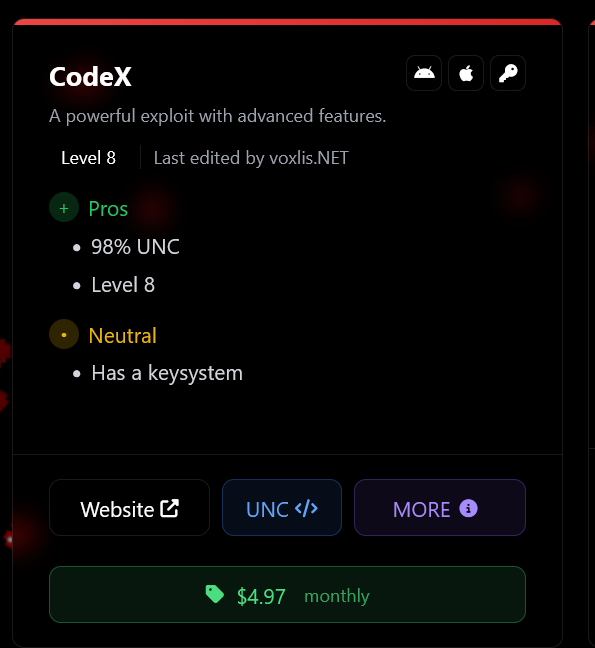 CodeX
A powerful exploit with advanced features.
Level 8 Last edited by voxlis.NET
+ Pros
• 98% UNC
• Level 8
• Neutral
• Has a keysystem
Website UNC </> MORE
$4.97 monthly